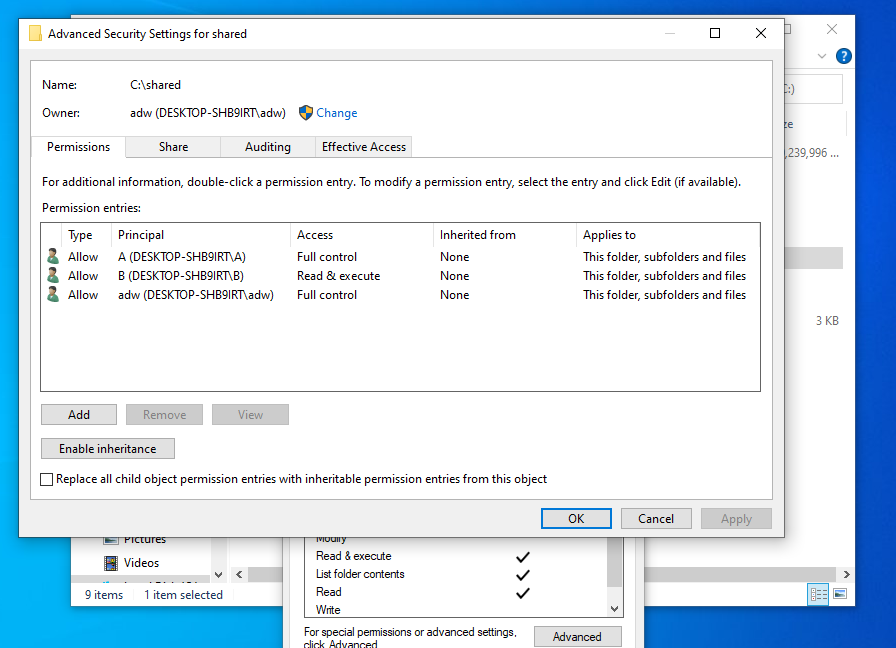 Advanced Security Settings for shared
Name: C:\shared
Owner: adw (DESKTOP-SHB9IRT\adw) Change
Permissions Share Auditing Effective Access
For additional information, double-click a permission entry. To modify a permission entry, select the entry and click Edit (if available).
Permission entries:
Type Principal Access Inherited from Applies to
Allow A (DESKTOP-SHB9IRT\A) Full control None This folder, subfolders and files
Allow B (DESKTOP-SHB9IRT\B) Read & execute None This folder, subfolders and files
Allow adw (DESKTOP-SHB9IRT\adw) Full control None This folder, subfolders and files
Add Remove View
Enable inheritance
Replace all child object permission entries with inheritable permission entries from this object
OK Cancel Apply
?
:)
,239,996 ...
3 KB
Pictures
Videos
9 items 1 item selected
Modify
Read & execute
List folder contents
Read
Write
For special permissions or advanced settings,
click Advanced
Advanced